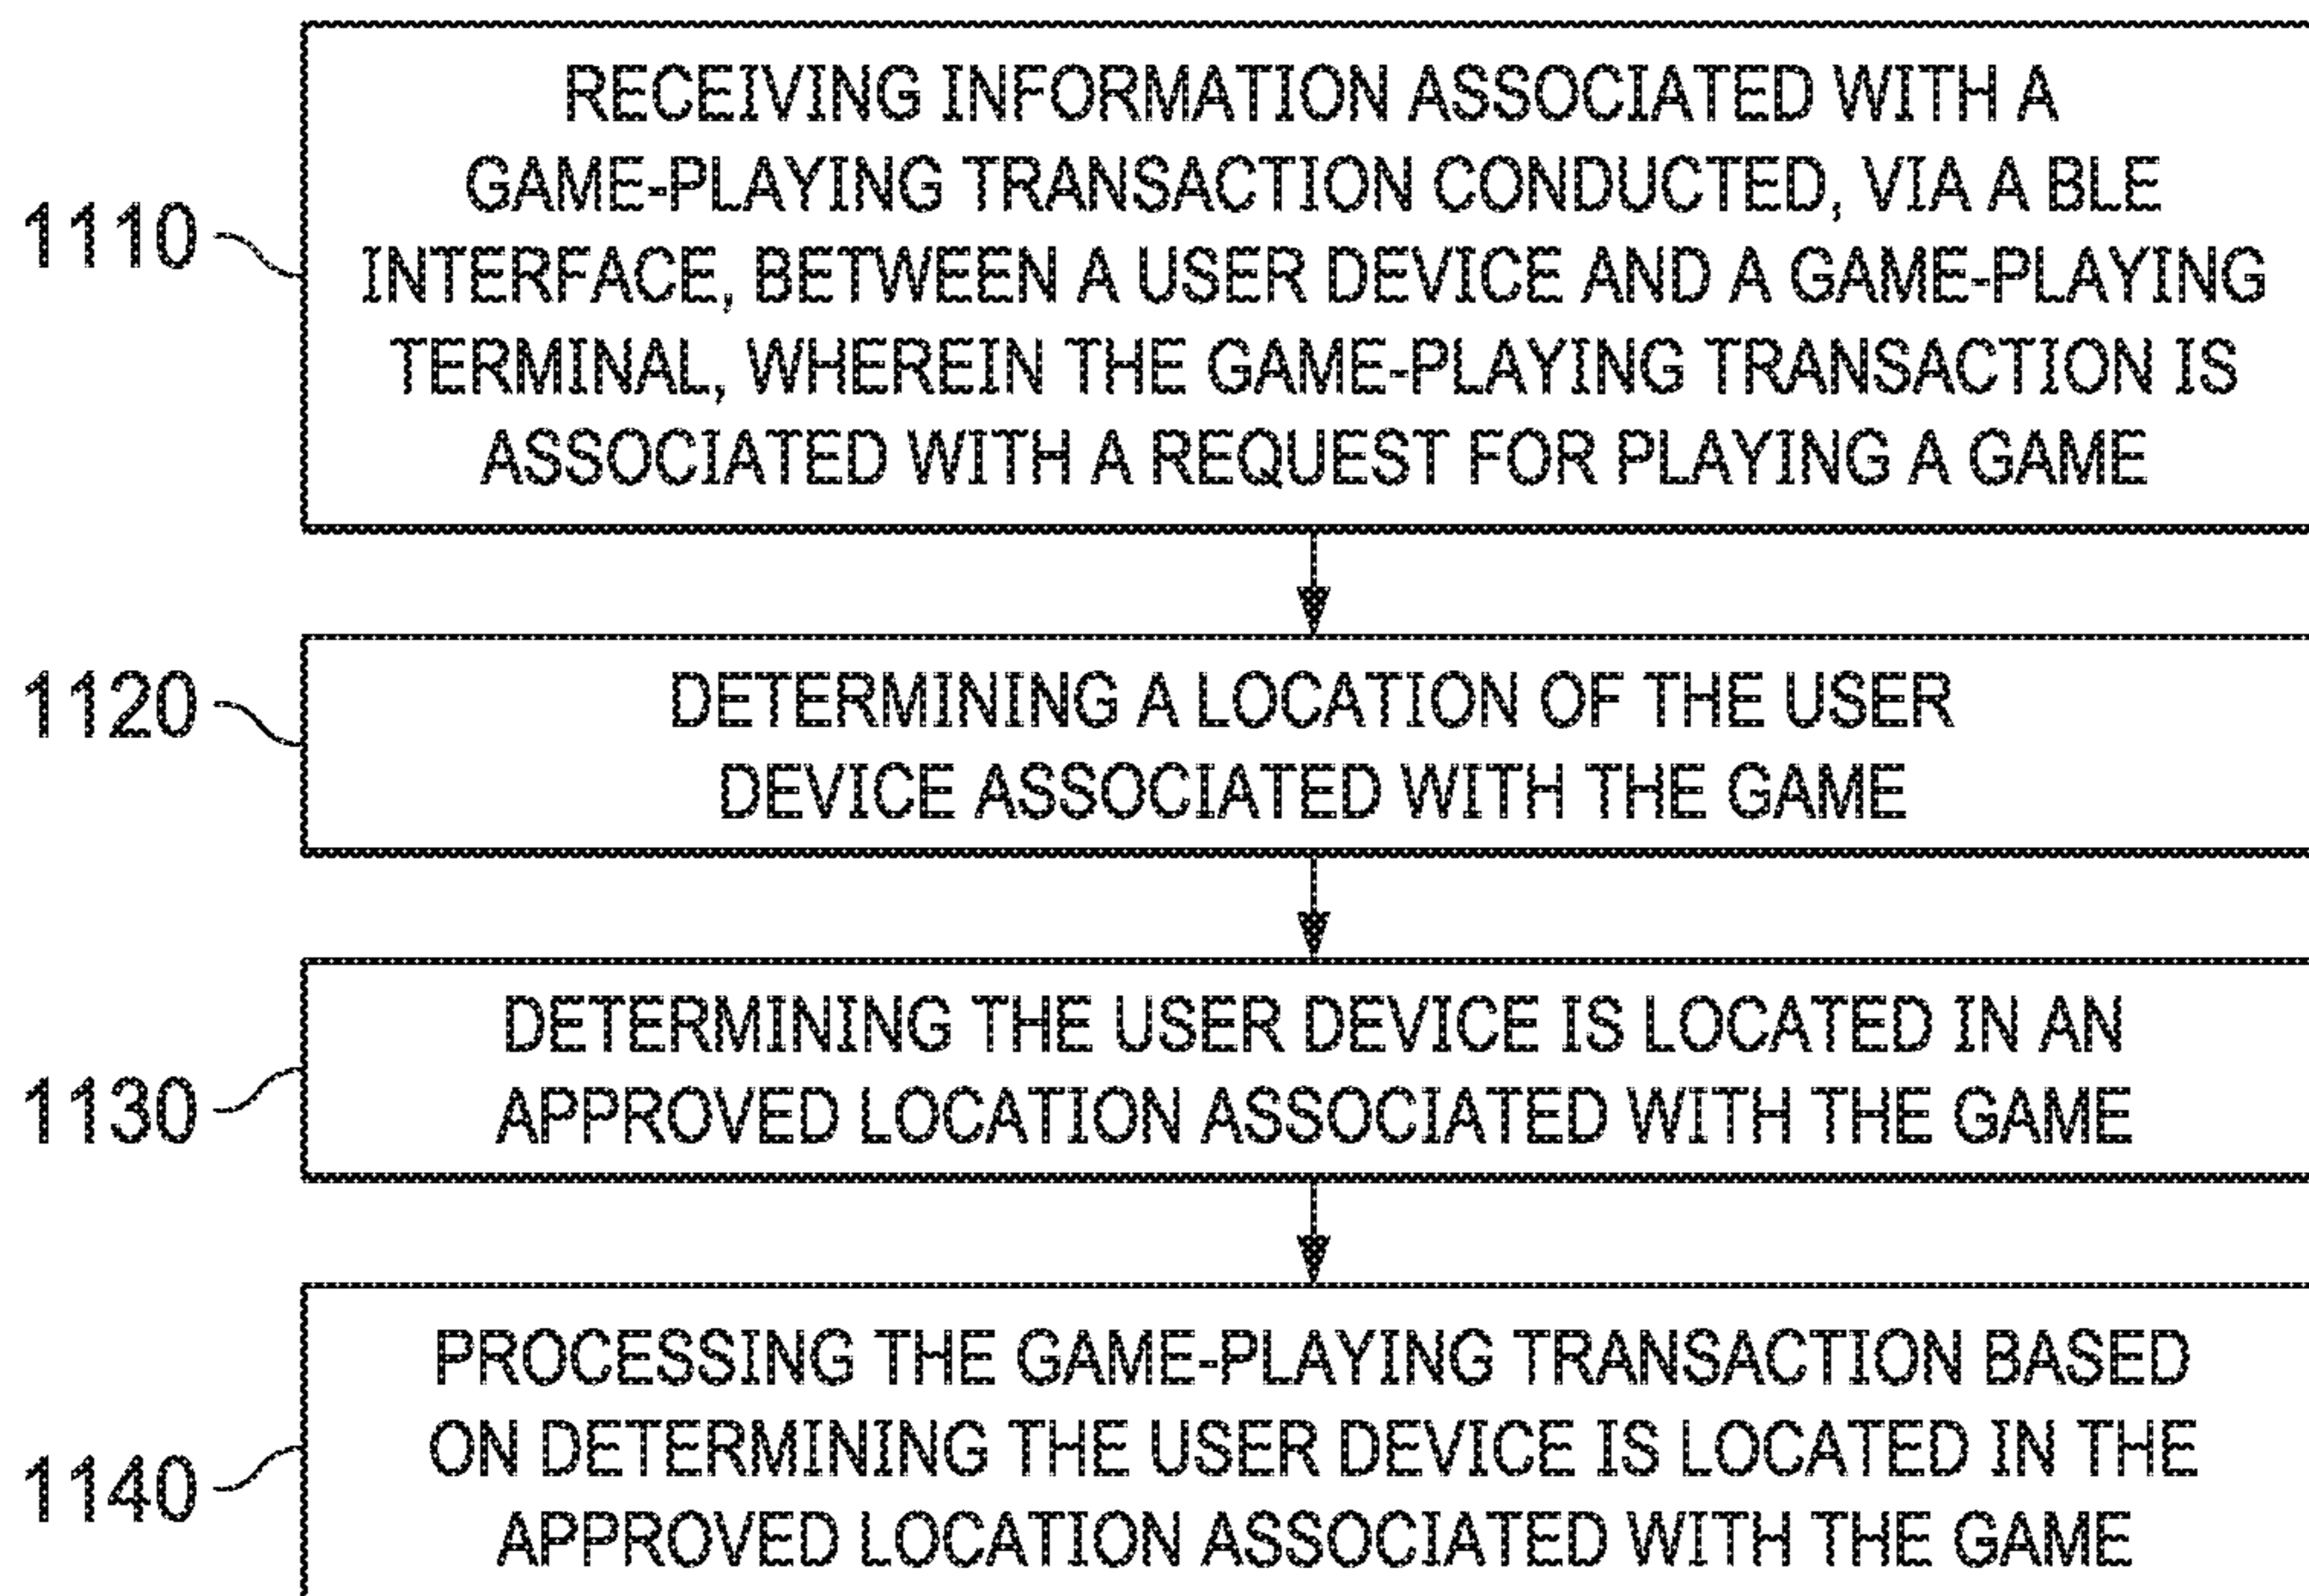 RECEIVING INFORMATION ASSOCIATED WITH A
GAME-PLAYING TRANSACTION CONDUCTED, VIA A BLE
1110
INTERFACE, BETWEEN A USER DEVICE AND A GAME-PLAYING
TERMINAL, WHEREIN THE GAME-PLAYING TRANSACTION IS
ASSOCIATED WITH A REQUEST FOR PLAYING A GAME
1120
DETERMINING A LOCATION OF THE USER
DEVICE ASSOCIATED WITH THE GAME
DETERMINING THE USER DEVICE IS LOCATED IN AN
1130
APPROVED LOCATION ASSOCIATED WITH THE GAME
PROCESSING THE GAME-PLAYING TRANSACTION BASED
ON DETERMINING THE USER DEVICE IS LOCATED IN THE
1140
APPROVED LOCATION ASSOCIATED WITH THE GAME